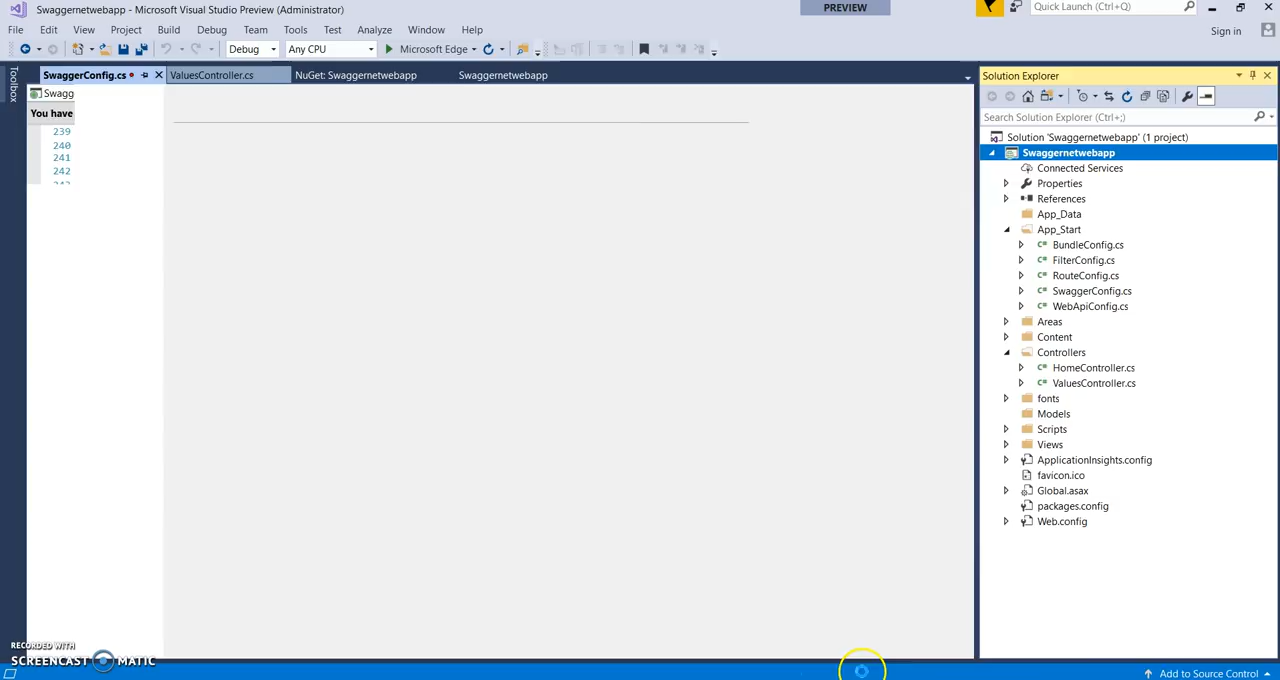 Swaggernetwebapp - Microsoft Visual Studio Preview (Administrator)
PREVIEW
Quick Launch (Ctrl+Q)
File Edit View Project Build Debug Team Tools Test Analyze Window Help
Sign in
Debug Any CPU Microsoft Edge
Toolbox
SwaggerConfig.cs ValuesController.cs NuGet: Swaggernetwebapp Swaggernetwebapp
Swagg
You have
239
240
241
242
243
Solution Explorer
Search Solution Explorer (Ctrl+;)
Solution 'Swaggernetwebapp' (1 project)
Swaggernetwebapp
Connected Services
Properties
References
App_Data
App_Start
BundleConfig.cs
FilterConfig.cs
RouteConfig.cs
SwaggerConfig.cs
WebApiConfig.cs
Areas
Content
Controllers
HomeController.cs
ValuesController.cs
fonts
Models
Scripts
Views
ApplicationInsights.config
favicon.ico
Global.asax
packages.config
Web.config
RECORDED WITH
SCREENCAST MATIC
Add to Source Control